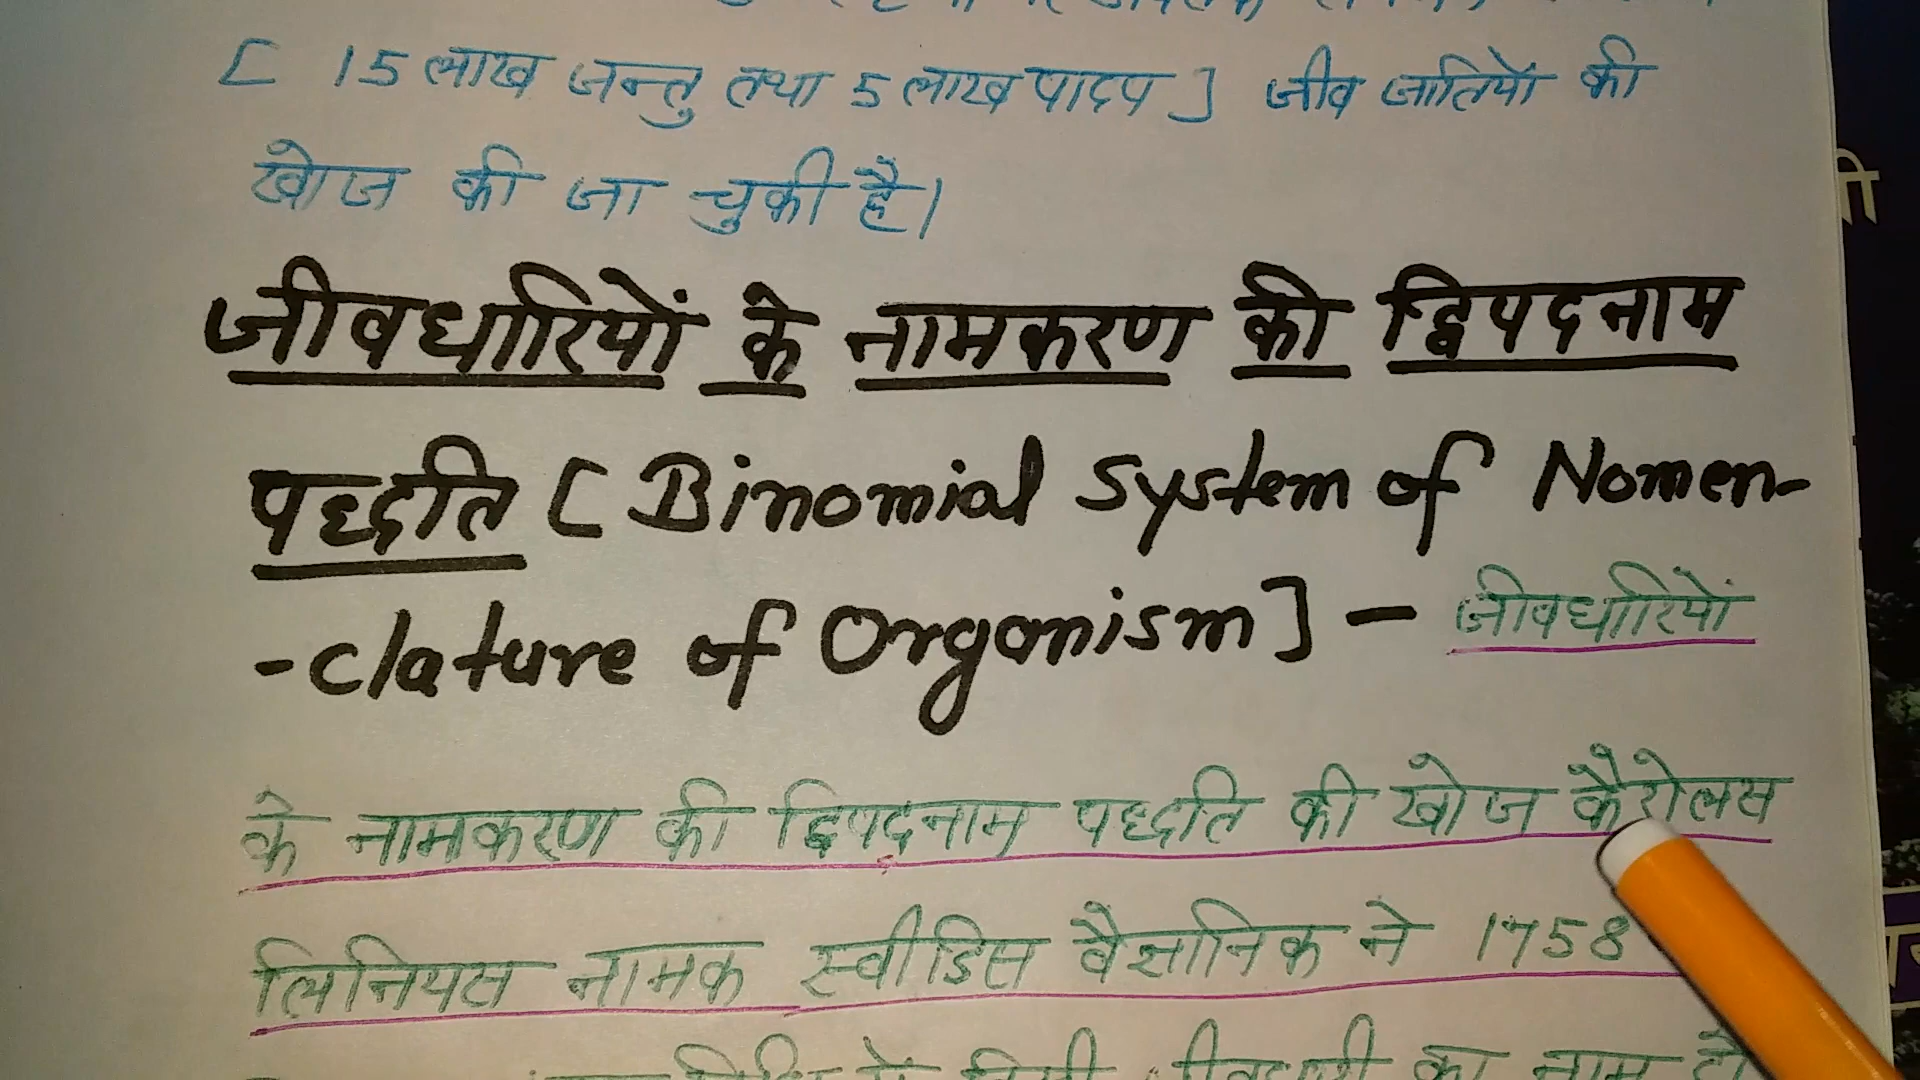 [ 15 लाख जन्तु तथा 5 लाख पादप ] जीव जातियों की
खोज की जा चुकी है।
जीवधारियों के नामकरण की द्विपदनाम
पद्धति [ Binomial System of Nomen-
-clature of Organism ] - जीवधारियों
के नामकरण की द्विपदनाम पद्धति की खोज कैरोलस
लिनियस नामक स्वीडिस वैज्ञानिक ने 1758
का नाम दो